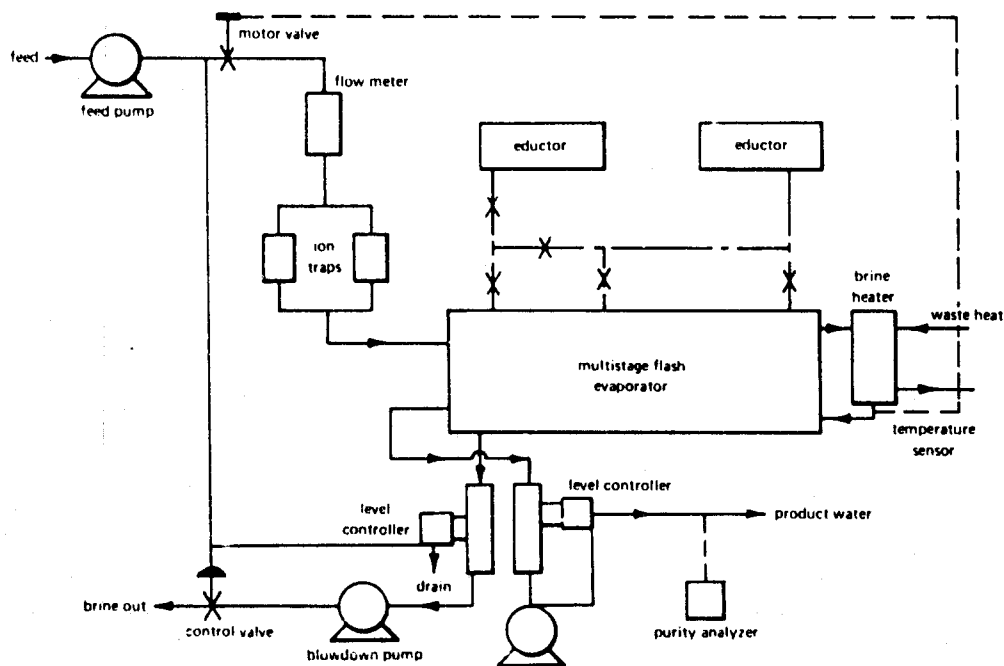 motor valve
feed
feed pump
flow meter
eductor
eductor
ion
traps
brine
heater
waste heat
multistage flash
evaporator
temperature
sensor
level controller
level
controller
product water
drain
brine out
control valve
blowdown pump
purity analyzer